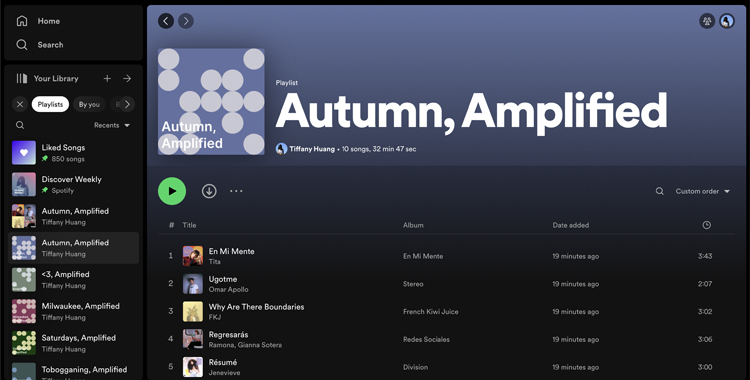 Home
Search
Your Library
Playlists
By you
Recents
Liked Songs
850 songs
Discover Weekly
Spotify
Autumn, Amplified
Tiffany Huang
Autumn, Amplified
Tiffany Huang
<3, Amplified
Tiffany Huang
Milwaukee, Amplified
Tiffany Huang
Saturdays, Amplified
Tiffany Huang
Tobogganing, Amplified
Autumn,
Amplified
Playlist
Autumn, Amplified
Tiffany Huang • 10 songs, 32 min 47 sec
Custom order
# Title Album Date added
1 En Mi Mente En Mi Mente 19 minutes ago 3:43
Tita
2 Ugotme Stereo 19 minutes ago 2:07
Omar Apollo
3 Why Are There Boundaries French Kiwi Juice 19 minutes ago 3:02
FKJ
4 Regresarás Redes Sociales 19 minutes ago 3:06
Ramona, Gianna Sotera
5 Résumé Division 19 minutes ago 3:00
Jenevieve